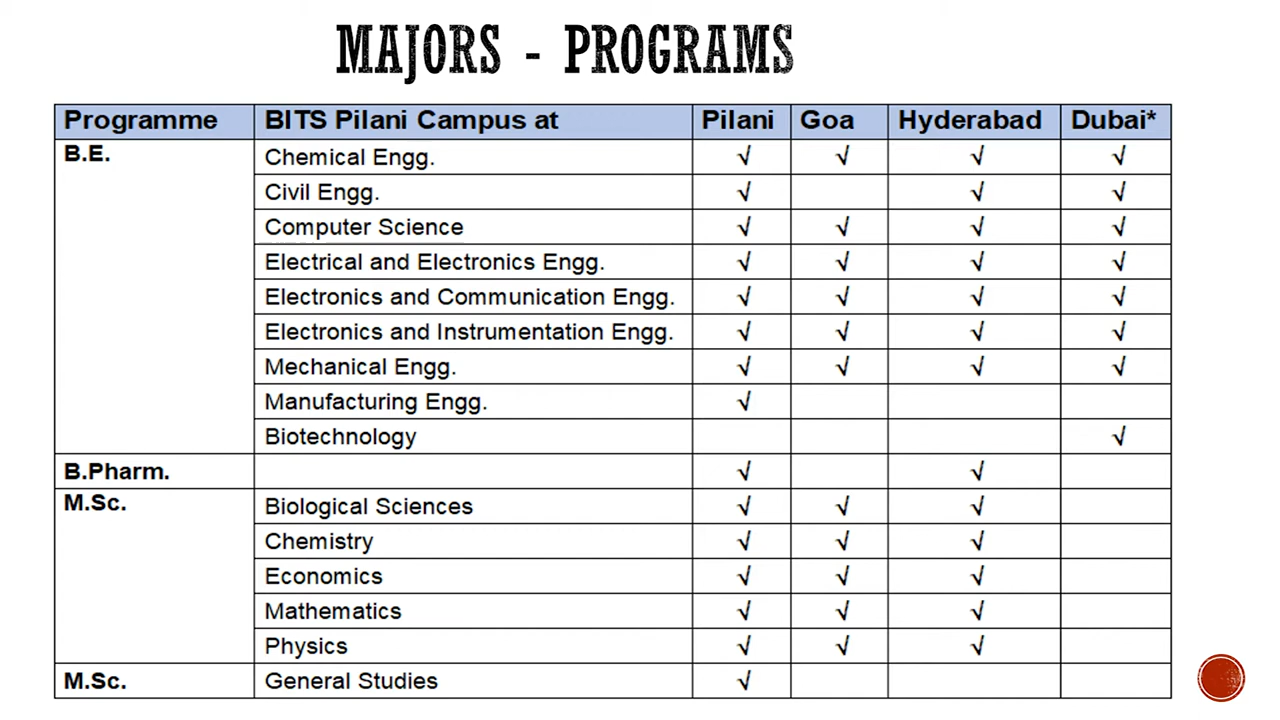 MAJORS - PROGRAMS
Programme BITS Pilani Campus at Pilani Goa Hyderabad Dubai*
B.E. Chemical Engg. √ √ √ √
Civil Engg. √ √ √
Computer Science √ √ √ √
Electrical and Electronics Engg. √ √ √ √
Electronics and Communication Engg. √ √ √ √
Electronics and Instrumentation Engg. √ √ √ √
Mechanical Engg. √ √ √ √
Manufacturing Engg. √
Biotechnology √
B.Pharm. √ √
M.Sc. Biological Sciences √ √ √
Chemistry √ √ √
Economics √ √ √
Mathematics √ √ √
Physics √ √ √
M.Sc. General Studies √